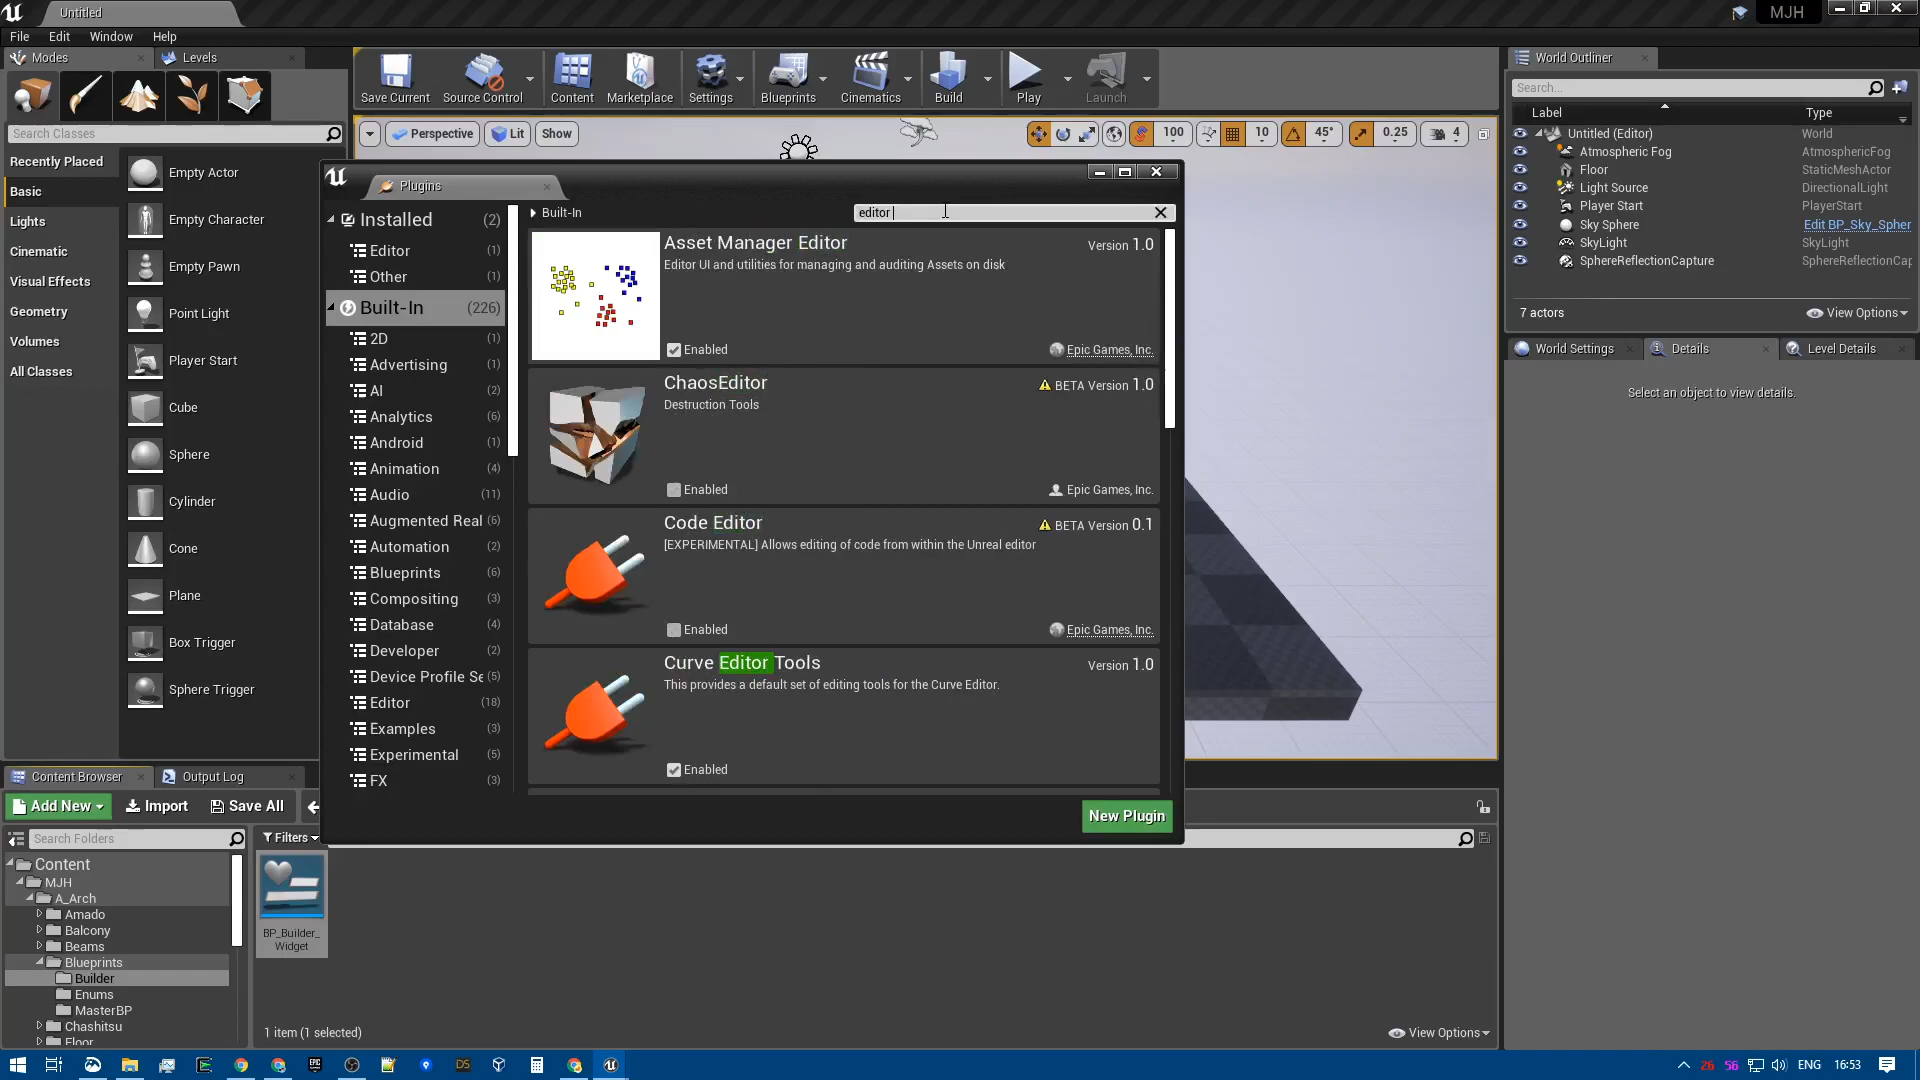 Untitled
MJH
File Edit Window Help
Modes
Levels
Search Classes
Recently Placed
Basic
Lights
Cinematic
Visual Effects
Geometry
Volumes
All Classes
Empty Actor
Empty Character
Empty Pawn
Point Light
Player Start
Cube
Sphere
Cylinder
Cone
Plane
Box Trigger
Sphere Trigger
Save Current Source Control Content Marketplace Settings Blueprints Cinematics Build Play Launch
Perspective Lit Show
100 10 45° 0.25 4
Plugins
Installed (2)
Editor (1)
Other (1)
Built-In (226)
2D (1)
Advertising (1)
AI (2)
Analytics (6)
Android (1)
Animation (4)
Audio (11)
Augmented Real (6)
Automation (2)
Blueprints (6)
Compositing (3)
Database (4)
Developer (2)
Device Profile Se (5)
Editor (18)
Examples (3)
Experimental (5)
FX (3)
Built-In
editor
Asset Manager Editor Version 1.0
Editor UI and utilities for managing and auditing Assets on disk
Enabled Epic Games, Inc.
ChaosEditor BETA Version 1.0
Destruction Tools
Enabled Epic Games, Inc.
Code Editor BETA Version 0.1
[EXPERIMENTAL] Allows editing of code from within the Unreal editor
Enabled Epic Games, Inc.
Curve Editor Tools Version 1.0
This provides a default set of editing tools for the Curve Editor.
Enabled
New Plugin
World Outliner
Search...
Label Type
Untitled (Editor) World
Atmospheric Fog AtmosphericFog
Floor StaticMeshActor
Light Source DirectionalLight
Player Start PlayerStart
Sky Sphere Edit BP_Sky_Spher
SkyLight SkyLight
SphereReflectionCapture SphereReflectionCap
7 actors View Options
World Settings Details Level Details
Select an object to view details.
Content Browser Output Log
Add New Import Save All
Search Folders
Filters
Content
MJH
A_Arch
Amado
Balcony
Beams
Blueprints
Builder
Enums
MasterBP
Chashitsu
Floor
BP_Builder_
Widget
1 item (1 selected) View Options
DS
26 56 ENG 16:53